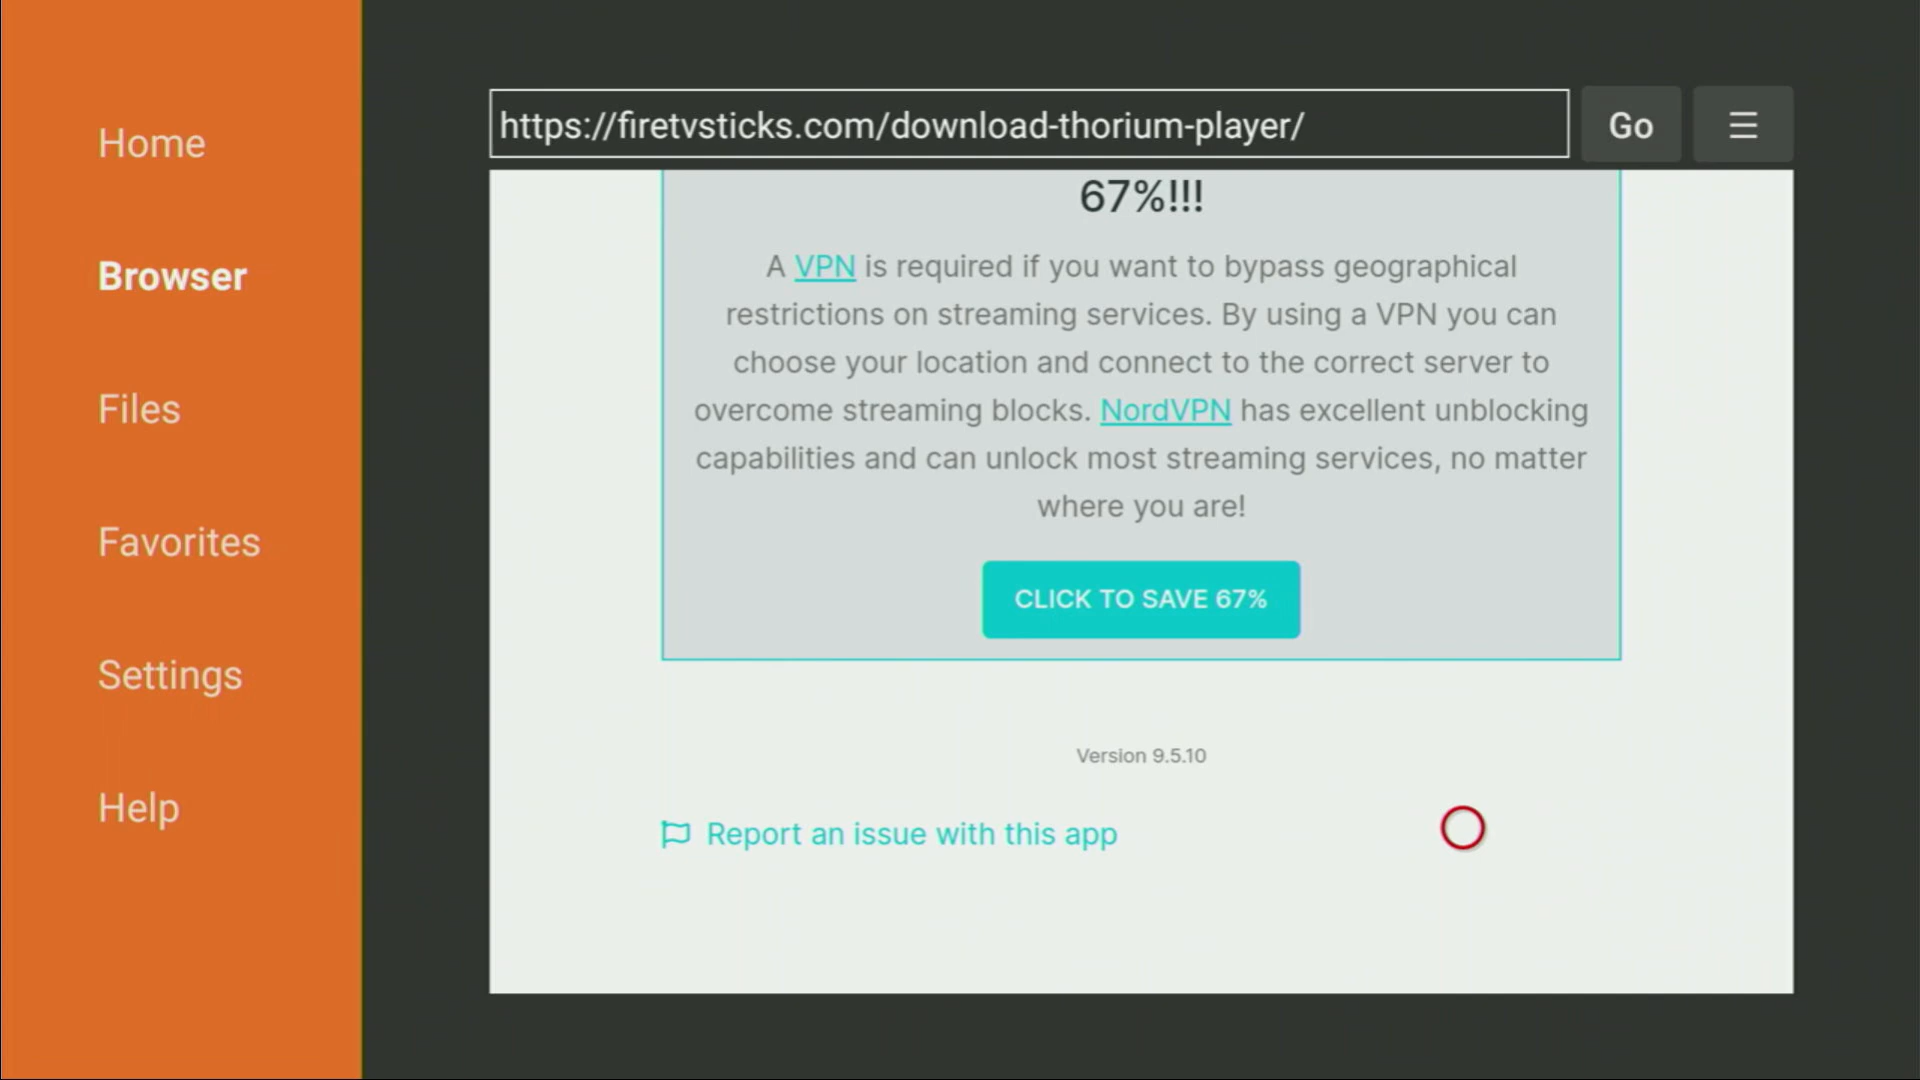 Home
Browser
Files
Favorites
Settings
Help
https://firetvsticks.com/download-thorium-player/
Go
67%!!!
A VPN is required if you want to bypass geographical
restrictions on streaming services. By using a VPN you can
choose your location and connect to the correct server to
overcome streaming blocks. NordVPN has excellent unblocking
capabilities and can unlock most streaming services, no matter
where you are!
CLICK TO SAVE 67%
Version 9.5.10
Report an issue with this app